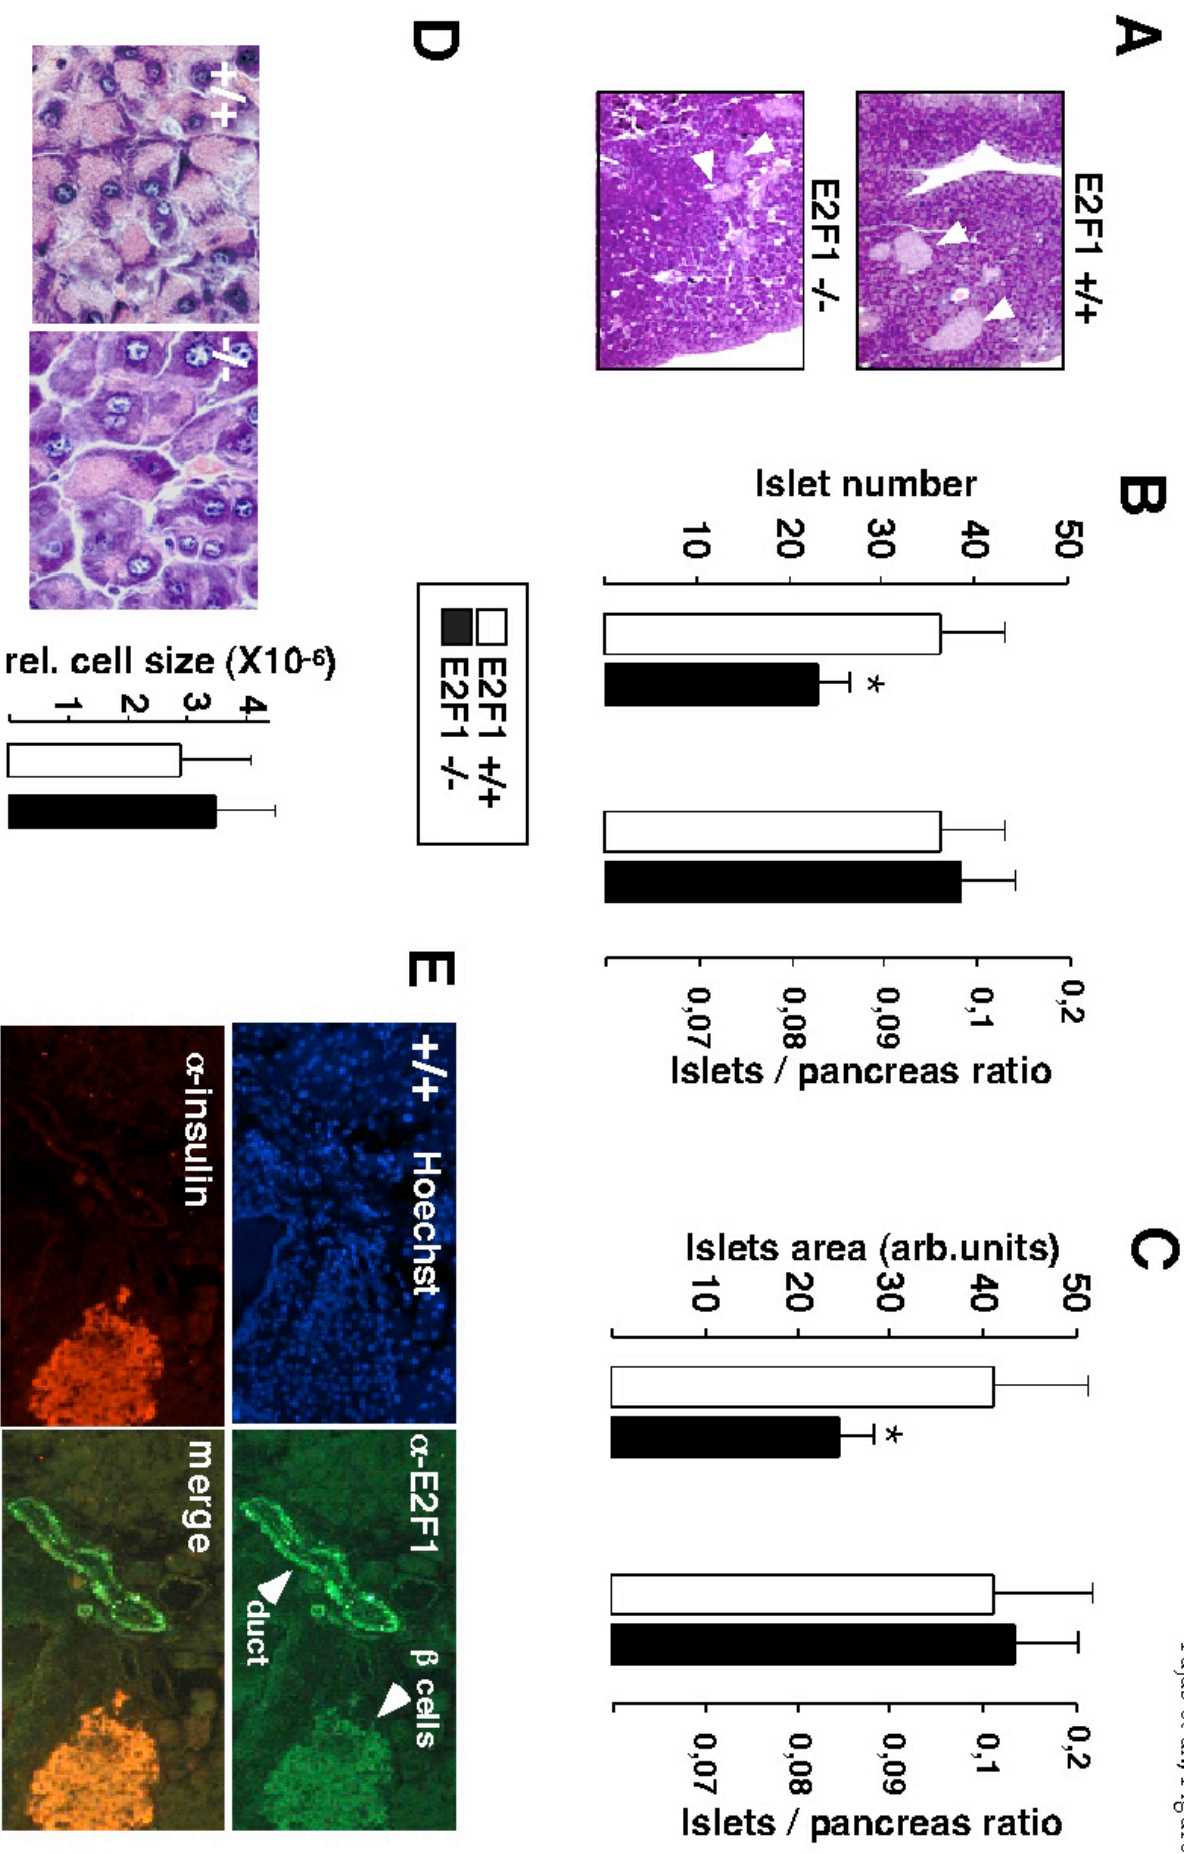 A
E2F1 +/+
E2F1 -/-
B
Islet number
10
20
30
40
50
*
0,07
0,08
0,09
0,1
0,2
Islets / pancreas ratio
E2F1 +/+
E2F1 -/-
C
Islets area (arb.units)
10
20
30
40
50
*
0,07
0,08
0,09
0,1
0,2
Islets / pancreas ratio
D
+/+
-/-
rel. cell size (X10-6)
1
2
3
4
E
+/+ Hoechst
α-E2F1
duct
β cells
α-insulin
merge